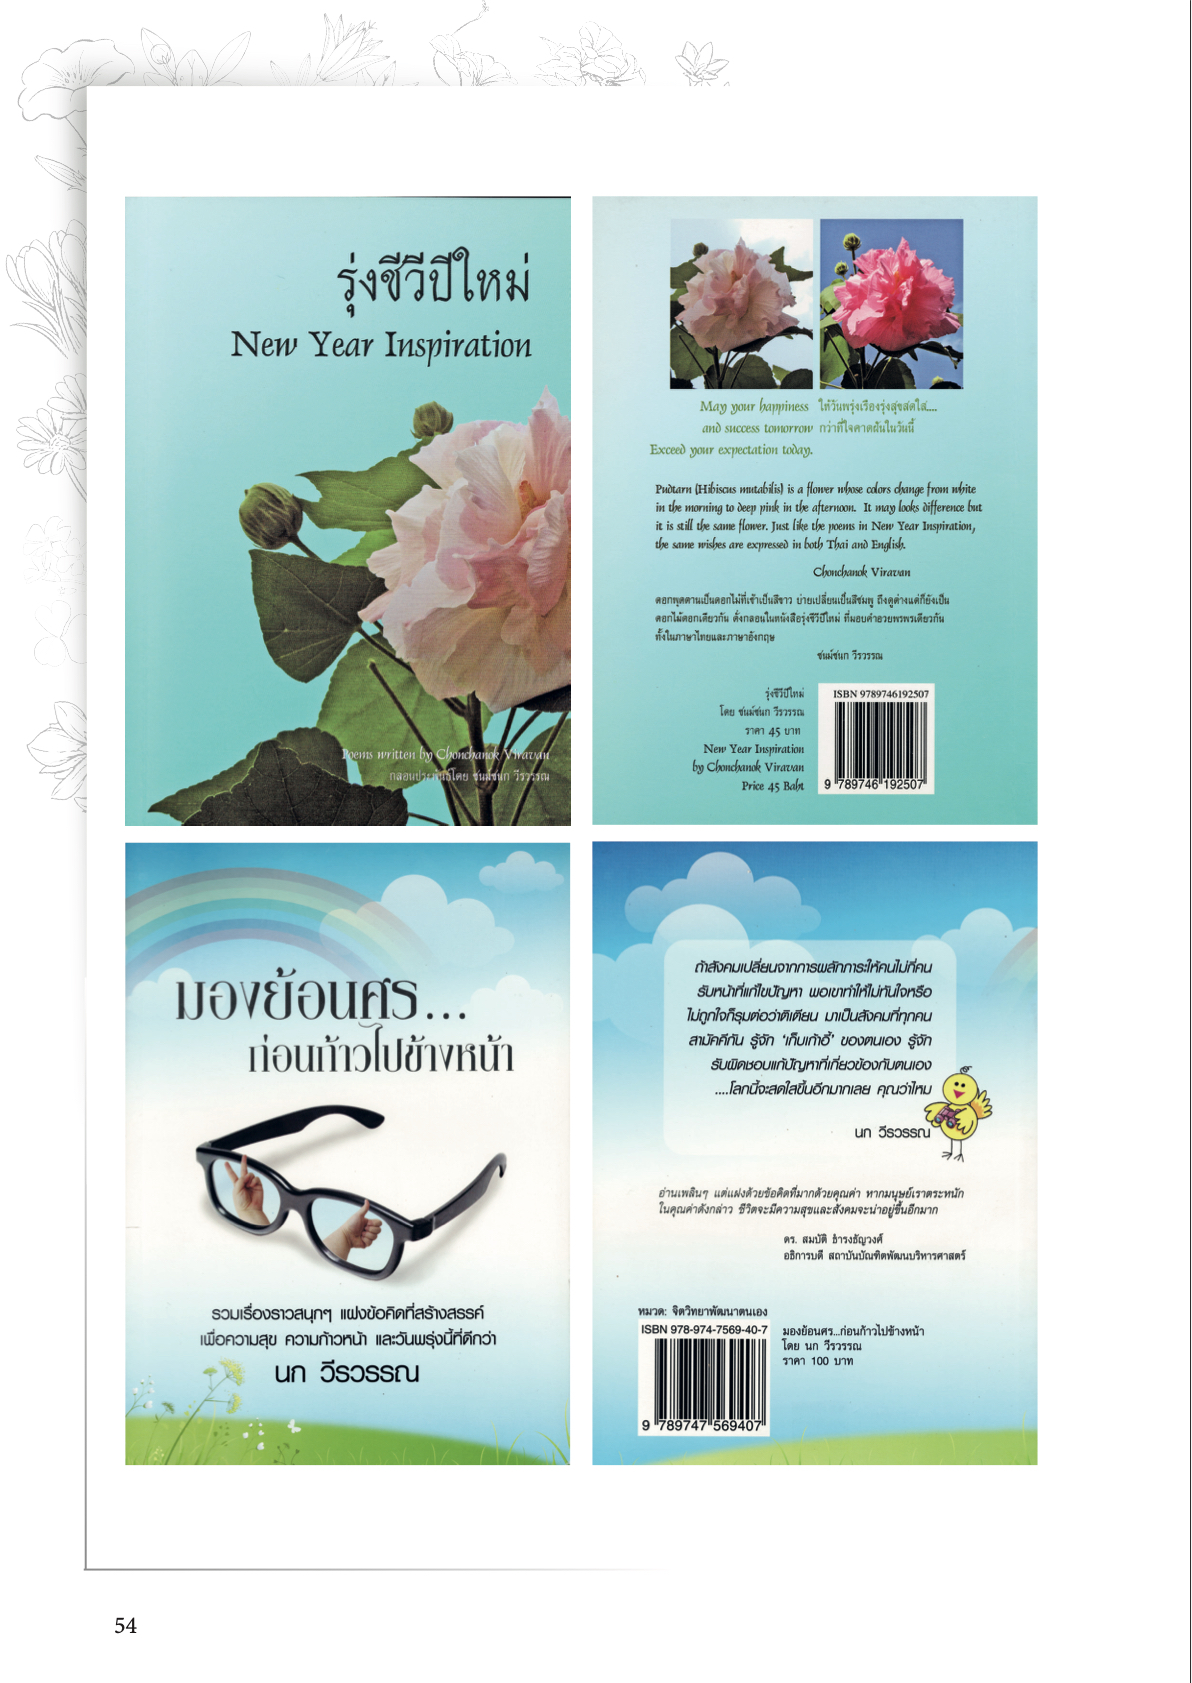 รุ่งชีวีปีใหม่
New Year Inspiration
Poems written by Chonchanok Viravan
กลอนประพันธ์โดย ชนม์ชนก วีรวรรณ
May your happiness ให้วันพรุ่งเรืองรุ่งสุขสดใส....
and success tomorrow กว่าที่ใจคาดฝันในวันนี้
Exceed your expectation today.
Pudtarn (Hibiscus mutabilis) is a flower whose colors change from white
in the morning to deep pink in the afternoon. It may looks difference but
it is still the same flower. Just like the poems in New Year Inspiration,
the same wishes are expressed in both Thai and English.
Chonchanok Viravan
ดอกพุดตานเป็นดอกไม้ที่เช้าเป็นสีขาว บ่ายเปลี่ยนเป็นสีชมพู ถึงดูต่างแต่ก็ยังเป็น
ดอกไม้ดอกเดียวกัน ดั่งกลอนในหนังสือรุ่งชีวีปีใหม่ ที่มอบคำอวยพรพรเดียวกัน
ทั้งในภาษาไทยและภาษาอังกฤษ
ชนม์ชนก วีรวรรณ
รุ่งชีวีปีใหม่
โดย ชนม์ชนก วีรวรรณ
ราคา 45 บาท
New Year Inspiration
by Chonchanok Viravan
Price 45 Baht
ISBN 9789746192507
9 789746 192507
มองย้อนศร...
ก่อนก้าวไปข้างหน้า
รวมเรื่องราวสนุกๆ แฝงข้อคิดที่สร้างสรรค์
เพื่อความสุข ความก้าวหน้า และวันพรุ่งนี้ที่ดีกว่า
นก วีรวรรณ
ถ้าสังคมเปลี่ยนจากการผลักภาระให้คนไม่กี่คน
รับหน้าที่แก้ไขปัญหา พอเขาทำให้ไม่ทันใจหรือ
ไม่ถูกใจก็รุมต่อว่าติเตียน มาเป็นสังคมที่ทุกคน
สามัคคีกัน รู้จัก ‘เก็บเก้าอี้’ ของตนเอง รู้จัก
รับผิดชอบแก้ปัญหาที่เกี่ยวข้องกับตนเอง
....โลกนี้จะสดใสขึ้นอีกมากเลย คุณว่าไหม
นก วีรวรรณ
อ่านเพลินๆ แต่แฝงด้วยข้อคิดที่มากด้วยคุณค่า หากมนุษย์เราตระหนัก
ในคุณค่าดังกล่าว ชีวิตจะมีความสุขและสังคมจะน่าอยู่ขึ้นอีกมาก
ดร. สมบัติ ธำรงธัญวงศ์
อธิการบดี สถาบันบัณฑิตพัฒนบริหารศาสตร์
หมวด: จิตวิทยาพัฒนาตนเอง
ISBN 978-974-7569-40-7
9 789747 569407
มองย้อนศร...ก่อนก้าวไปข้างหน้า
โดย นก วีรวรรณ
ราคา 100 บาท
54